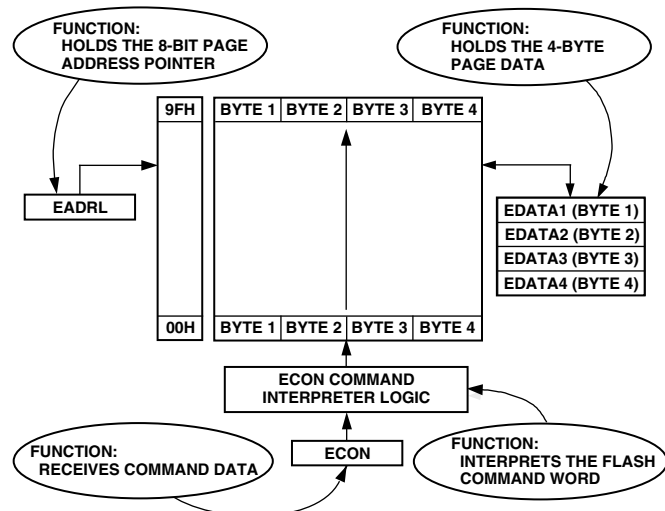 FUNCTION:
HOLDS THE 8-BIT PAGE
ADDRESS POINTER
FUNCTION:
HOLDS THE 4-BYTE
PAGE DATA
9FH
BYTE 1 BYTE 2 BYTE 3 BYTE 4
EADRL
EDATA1 (BYTE 1)
EDATA2 (BYTE 2)
EDATA3 (BYTE 3)
EDATA4 (BYTE 4)
00H
BYTE 1 BYTE 2 BYTE 3 BYTE 4
ECON COMMAND
INTERPRETER LOGIC
FUNCTION:
RECEIVES COMMAND DATA
ECON
FUNCTION:
INTERPRETS THE FLASH
COMMAND WORD